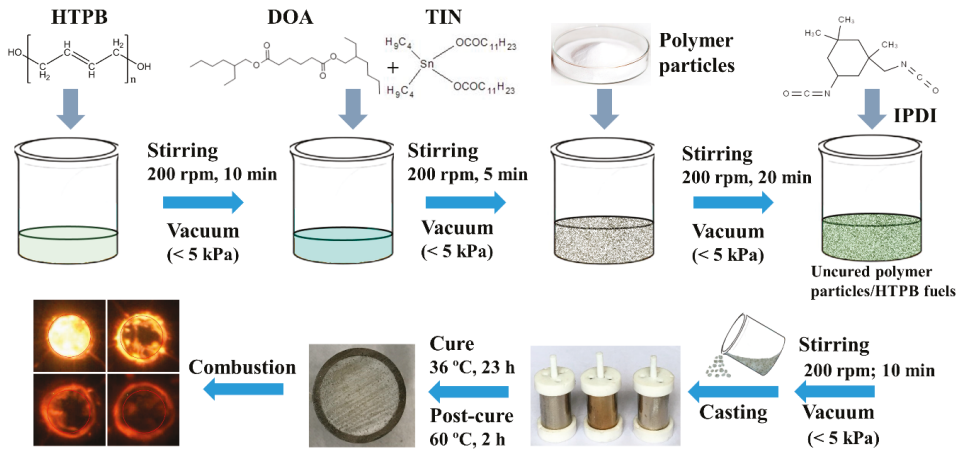 HTPB
DOA
TIN
Polymer
particles
IPDI
HO
C
H₂
H
C
C
H
H₂
C
OH
n
O
O
O
O
+
H₉C₄
H₉C₄
Sn
OCOC₁₁H₂₃
OCOC₁₁H₂₃
H₃C
CH₃
CH₃
N
C
O
O
C
N
Stirring
200 rpm, 10 min
Vacuum
(< 5 kPa)
Stirring
200 rpm, 5 min
Vacuum
(< 5 kPa)
Stirring
200 rpm, 20 min
Vacuum
(< 5 kPa)
Uncured polymer
particles/HTPB fuels
Stirring
200 rpm; 10 min
Vacuum
(< 5 kPa)
Casting
Cure
36 ºC, 23 h
Post-cure
60 ºC, 2 h
Combustion